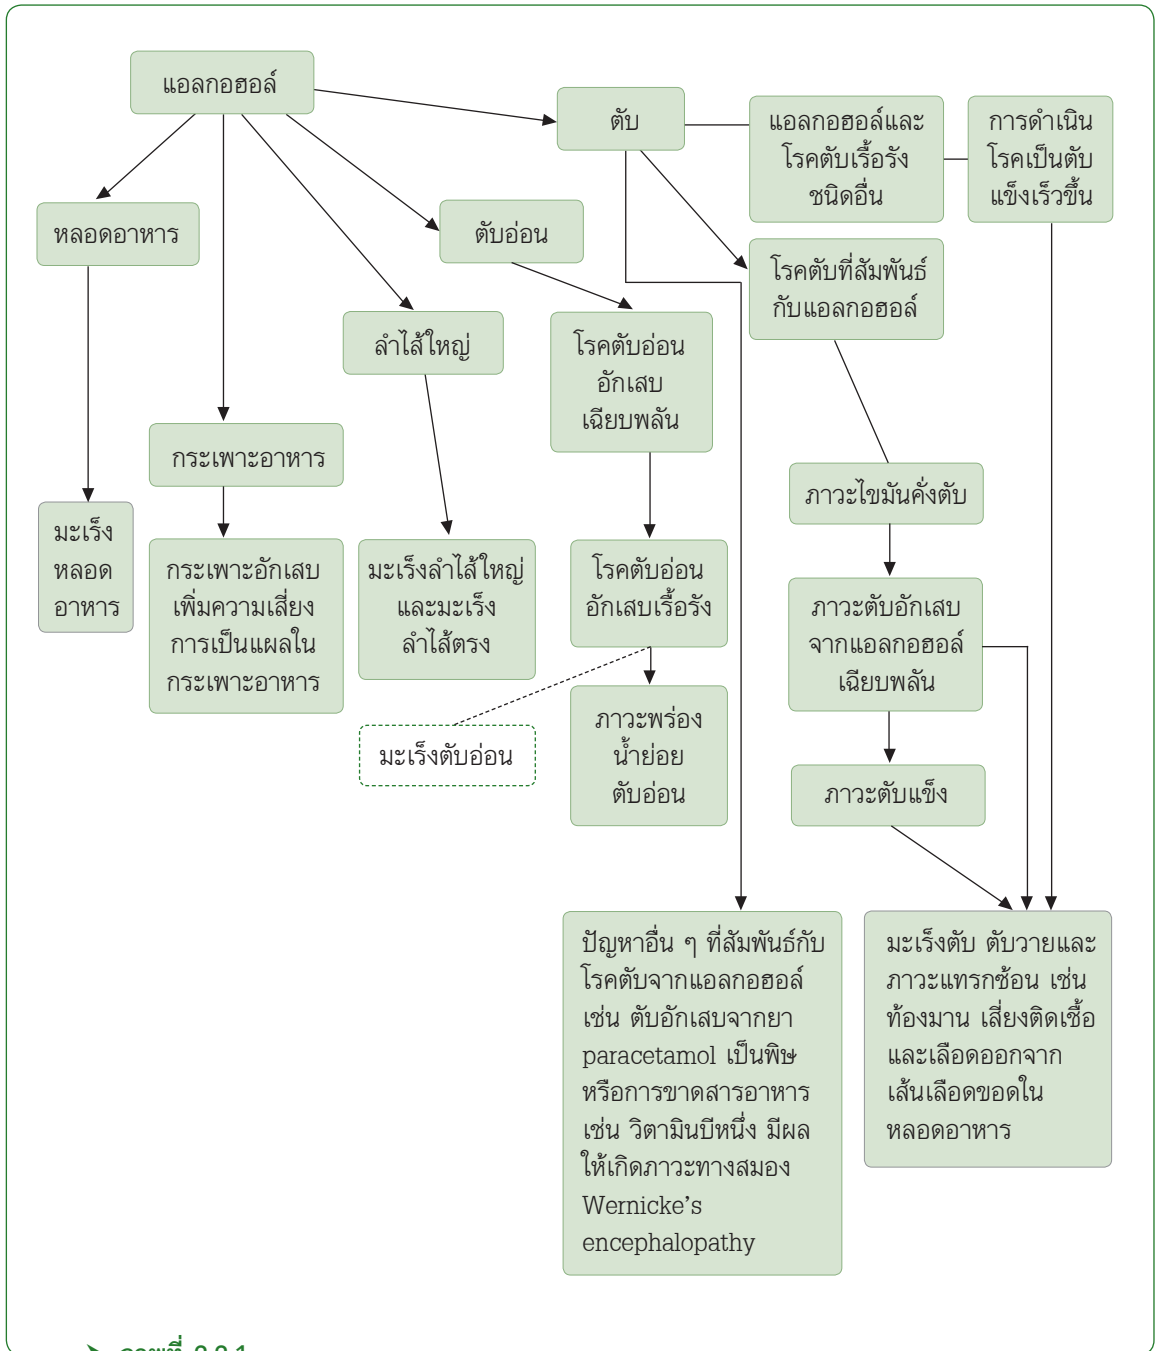 แอลกอฮอล์
ตับ
แอลกอฮอล์และ
โรคตับเรื้อรัง
ชนิดอื่น
การดำเนิน
โรคเป็นตับ
แข็งเร็วขึ้น
หลอดอาหาร
ตับอ่อน
โรคตับที่สัมพันธ์
กับแอลกอฮอล์
ลำไส้ใหญ่
โรคตับอ่อน
อักเสบ
เฉียบพลัน
กระเพาะอาหาร
ภาวะไขมันคั่งตับ
มะเร็ง
หลอด
อาหาร
กระเพาะอักเสบ
เพิ่มความเสี่ยง
การเป็นแผลใน
กระเพาะอาหาร
มะเร็งลำไส้ใหญ่
และมะเร็ง
ลำไส้ตรง
โรคตับอ่อน
อักเสบเรื้อรัง
ภาวะตับอักเสบ
จากแอลกอฮอล์
เฉียบพลัน
มะเร็งตับอ่อน
ภาวะพร่อง
น้ำย่อย
ตับอ่อน
ภาวะตับแข็ง
ปัญหาอื่น ๆ ที่สัมพันธ์กับ
โรคตับจากแอลกอฮอล์
เช่น ตับอักเสบจากยา
paracetamol เป็นพิษ
หรือการขาดสารอาหาร
เช่น วิตามินบีหนึ่ง มีผล
ให้เกิดภาวะทางสมอง
Wernicke's
encephalopathy
มะเร็งตับ ตับวายและ
ภาวะแทรกซ้อน เช่น
ท้องมาน เสี่ยงติดเชื้อ
และเลือดออกจาก
เส้นเลือดขอดใน
หลอดอาหาร